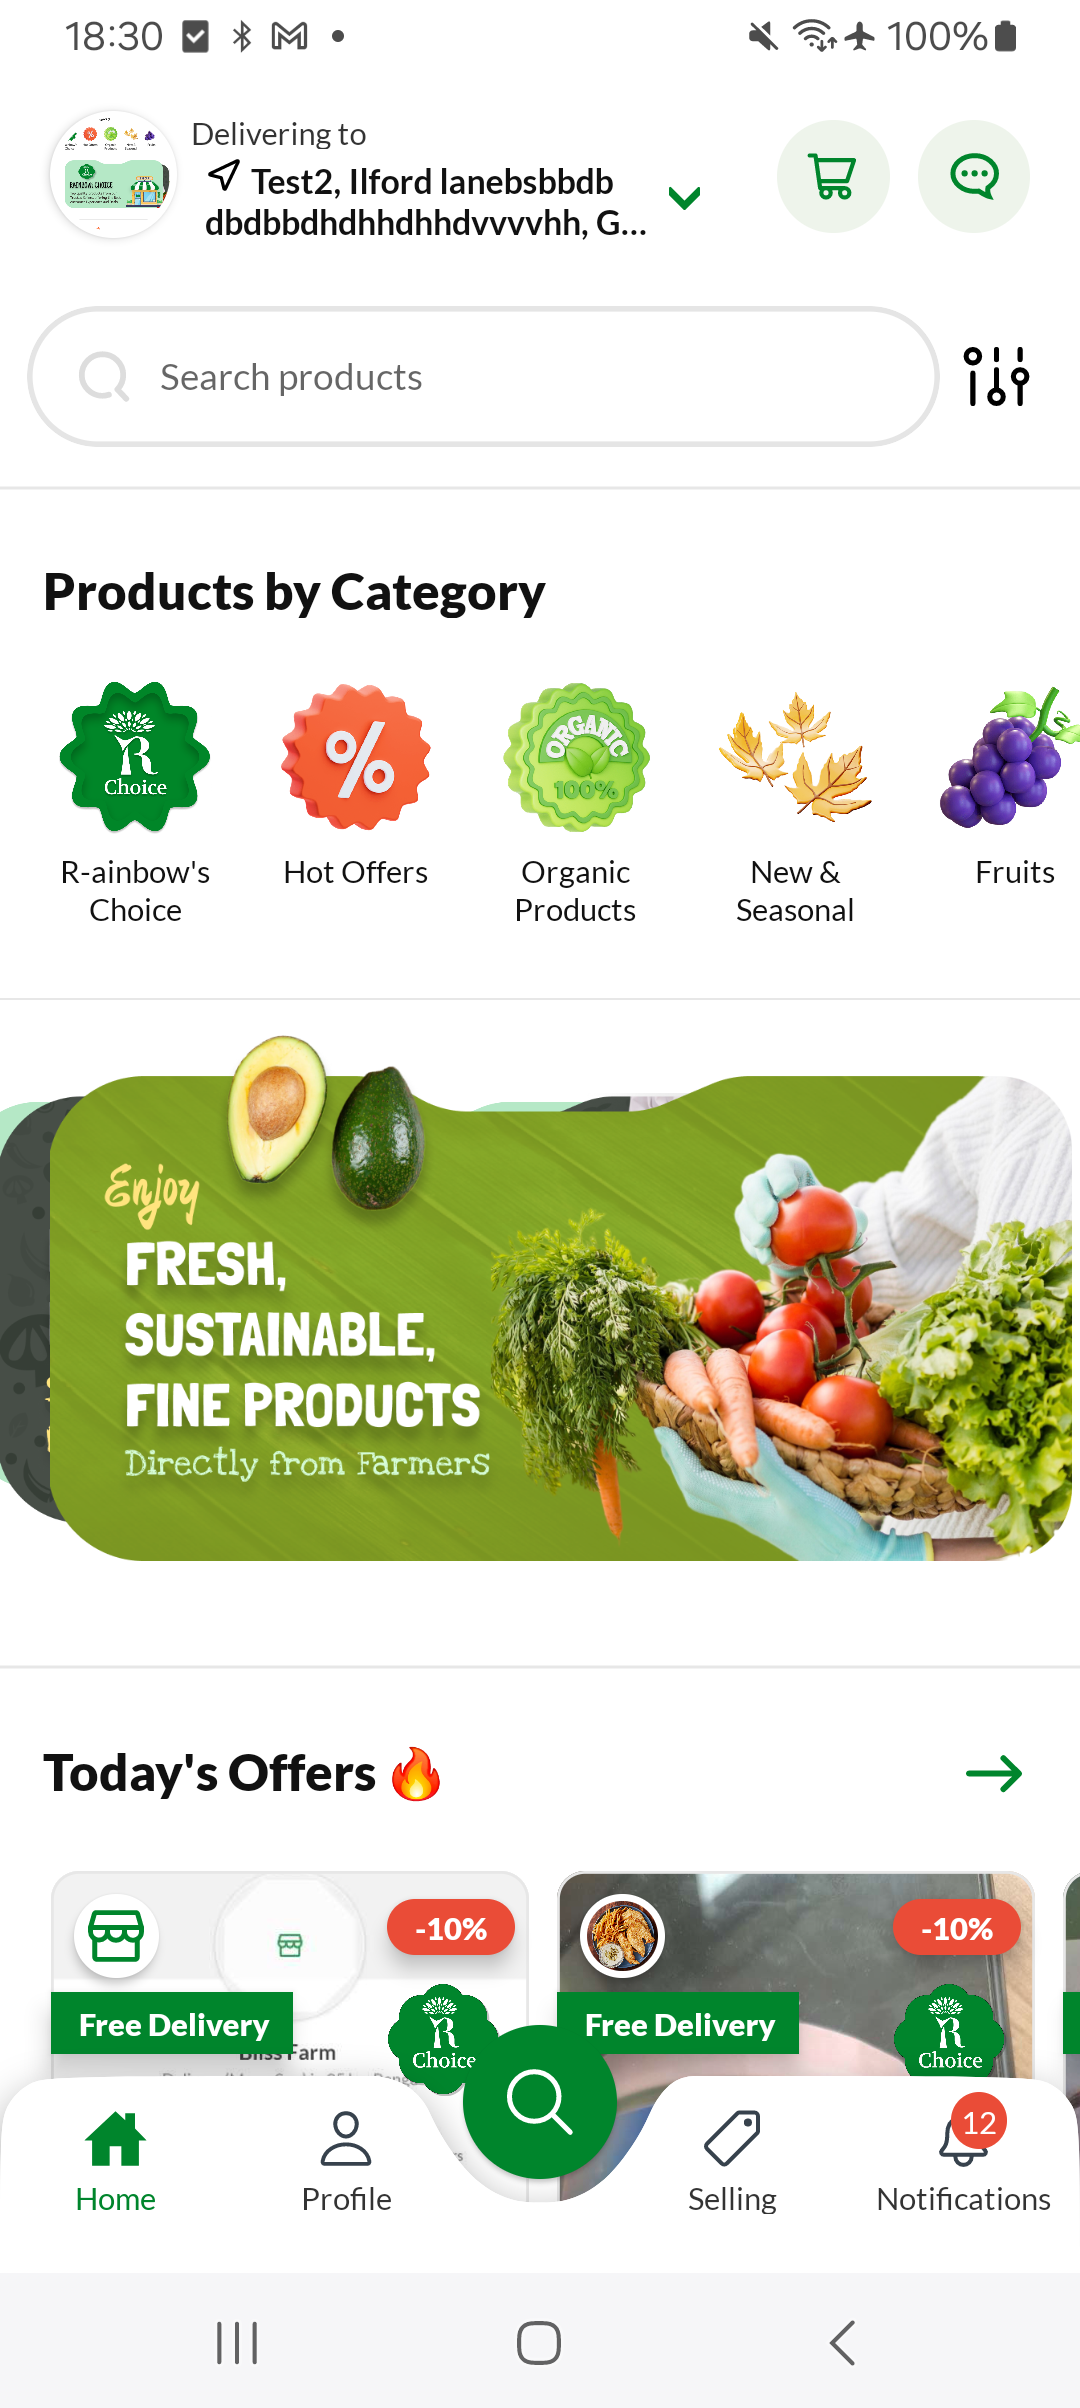 18:30
100%
Delivering to
Test2, Ilford lanebsbbdb
dbdbbdhdhhdhhdvvvvhh, G...
Search products
Products by Category
R
Choice
%
ORGANIC
100%
R-ainbow's
Choice
Hot Offers
Organic
Products
New &
Seasonal
Fruits
Enjoy
FRESH,
SUSTAINABLE,
FINE PRODUCTS
Directly from Farmers
Today's Offers
-10%
-10%
Free Delivery
R
Choice
Free Delivery
R
Choice
Bliss Farm
12
Home
Profile
Selling
Notifications